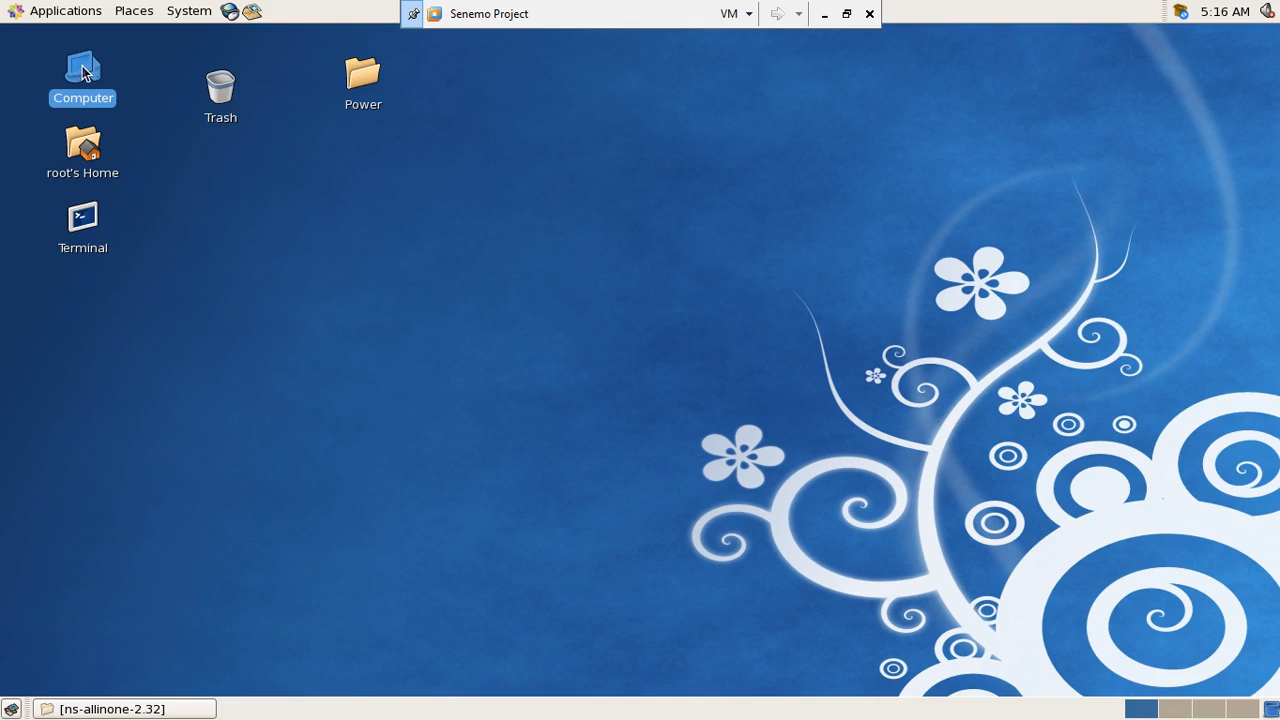 Applications Places System
Senemo Project
VM
5:16 AM
Computer
Trash
Power
root's Home
Terminal
[ns-allinone-2.32]